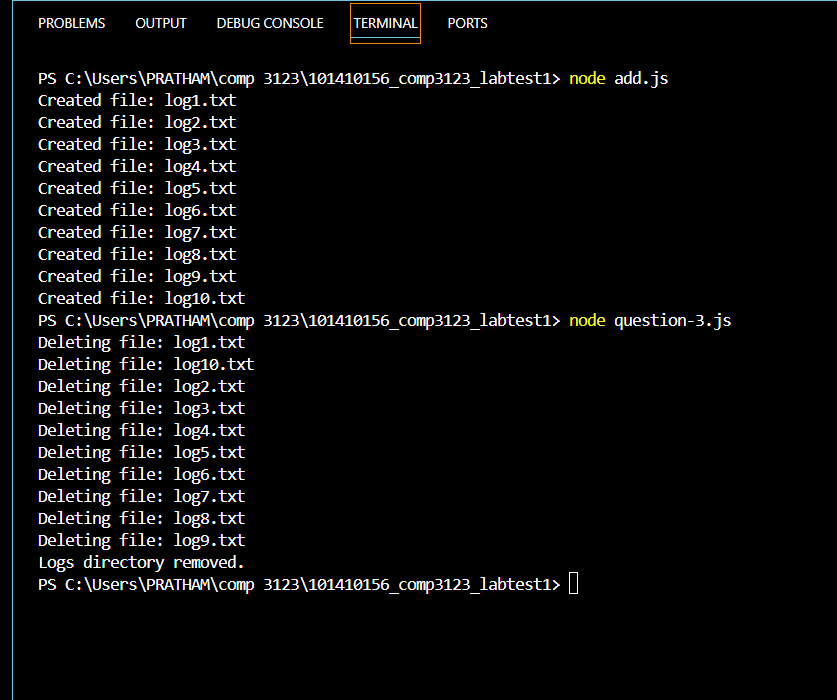 PROBLEMS OUTPUT DEBUG CONSOLE TERMINAL PORTS
PS C:\Users\PRATHAM\comp 3123\101410156_comp3123_labtest1> node add.js
Created file: log1.txt
Created file: log2.txt
Created file: log3.txt
Created file: log4.txt
Created file: log5.txt
Created file: log6.txt
Created file: log7.txt
Created file: log8.txt
Created file: log9.txt
Created file: log10.txt
PS C:\Users\PRATHAM\comp 3123\101410156_comp3123_labtest1> node question-3.js
Deleting file: log1.txt
Deleting file: log10.txt
Deleting file: log2.txt
Deleting file: log3.txt
Deleting file: log4.txt
Deleting file: log5.txt
Deleting file: log6.txt
Deleting file: log7.txt
Deleting file: log8.txt
Deleting file: log9.txt
Logs directory removed.
PS C:\Users\PRATHAM\comp 3123\101410156_comp3123_labtest1>